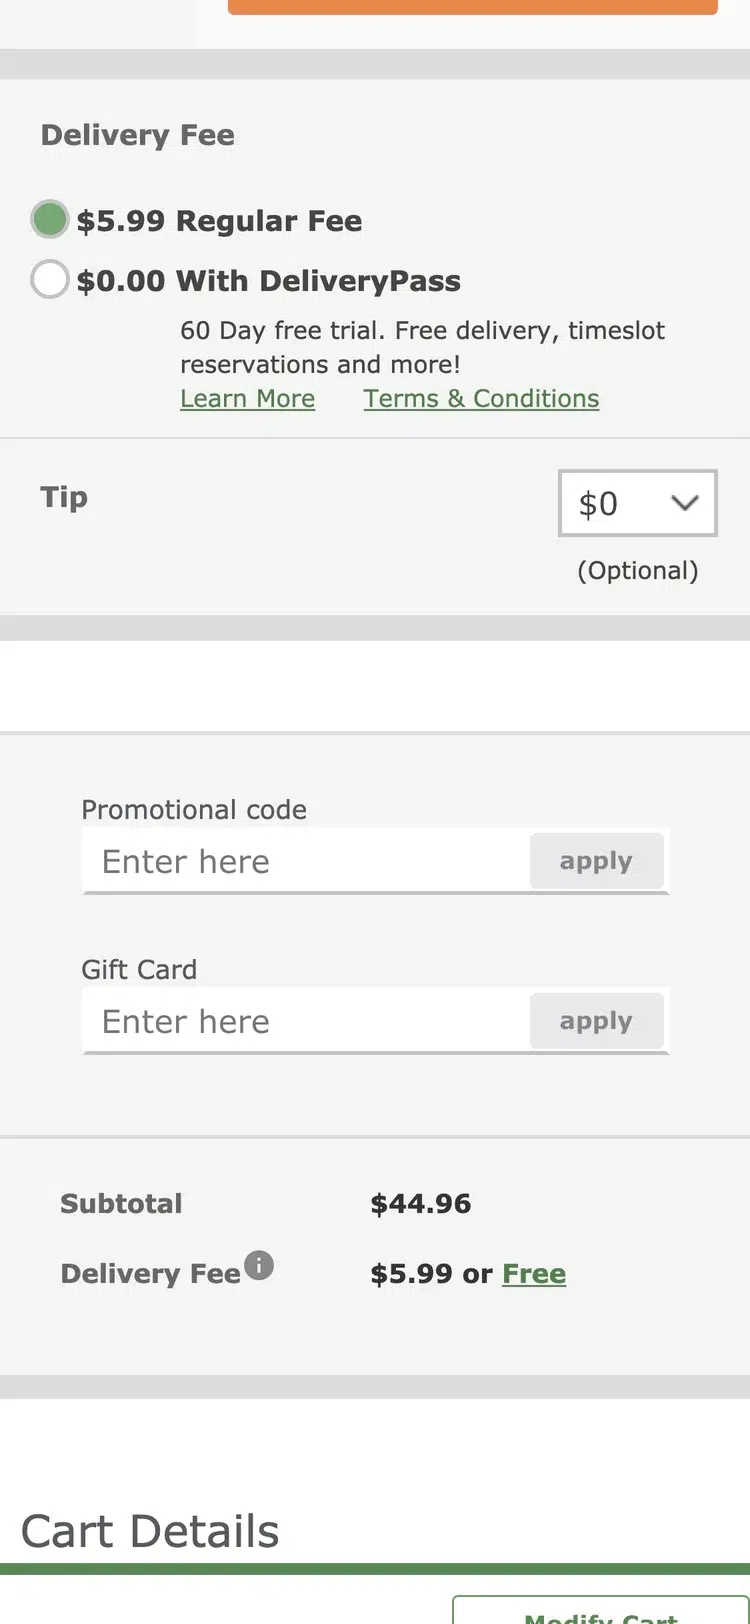 Delivery Fee
$5.99 Regular Fee
$0.00 With DeliveryPass
60 Day free trial. Free delivery, timeslot
reservations and more!
Learn More Terms & Conditions
Tip
$0
(Optional)
Promotional code
Enter here apply
Gift Card
Enter here apply
Subtotal $44.96
Delivery Fee i $5.99 or Free
Cart Details
Modify Cart